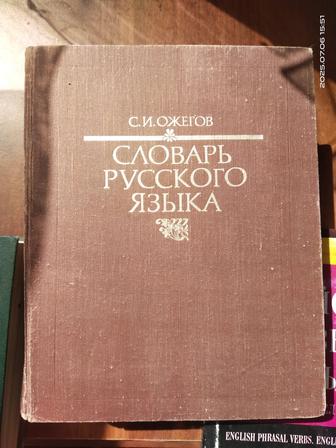 2025.07.06 15:51
С.И.ОЖЕГОВ
СЛОВАРЬ
РУССКОГО
ЯЗЫКА
ENGLISH PHRASAL VERBS. ENGL